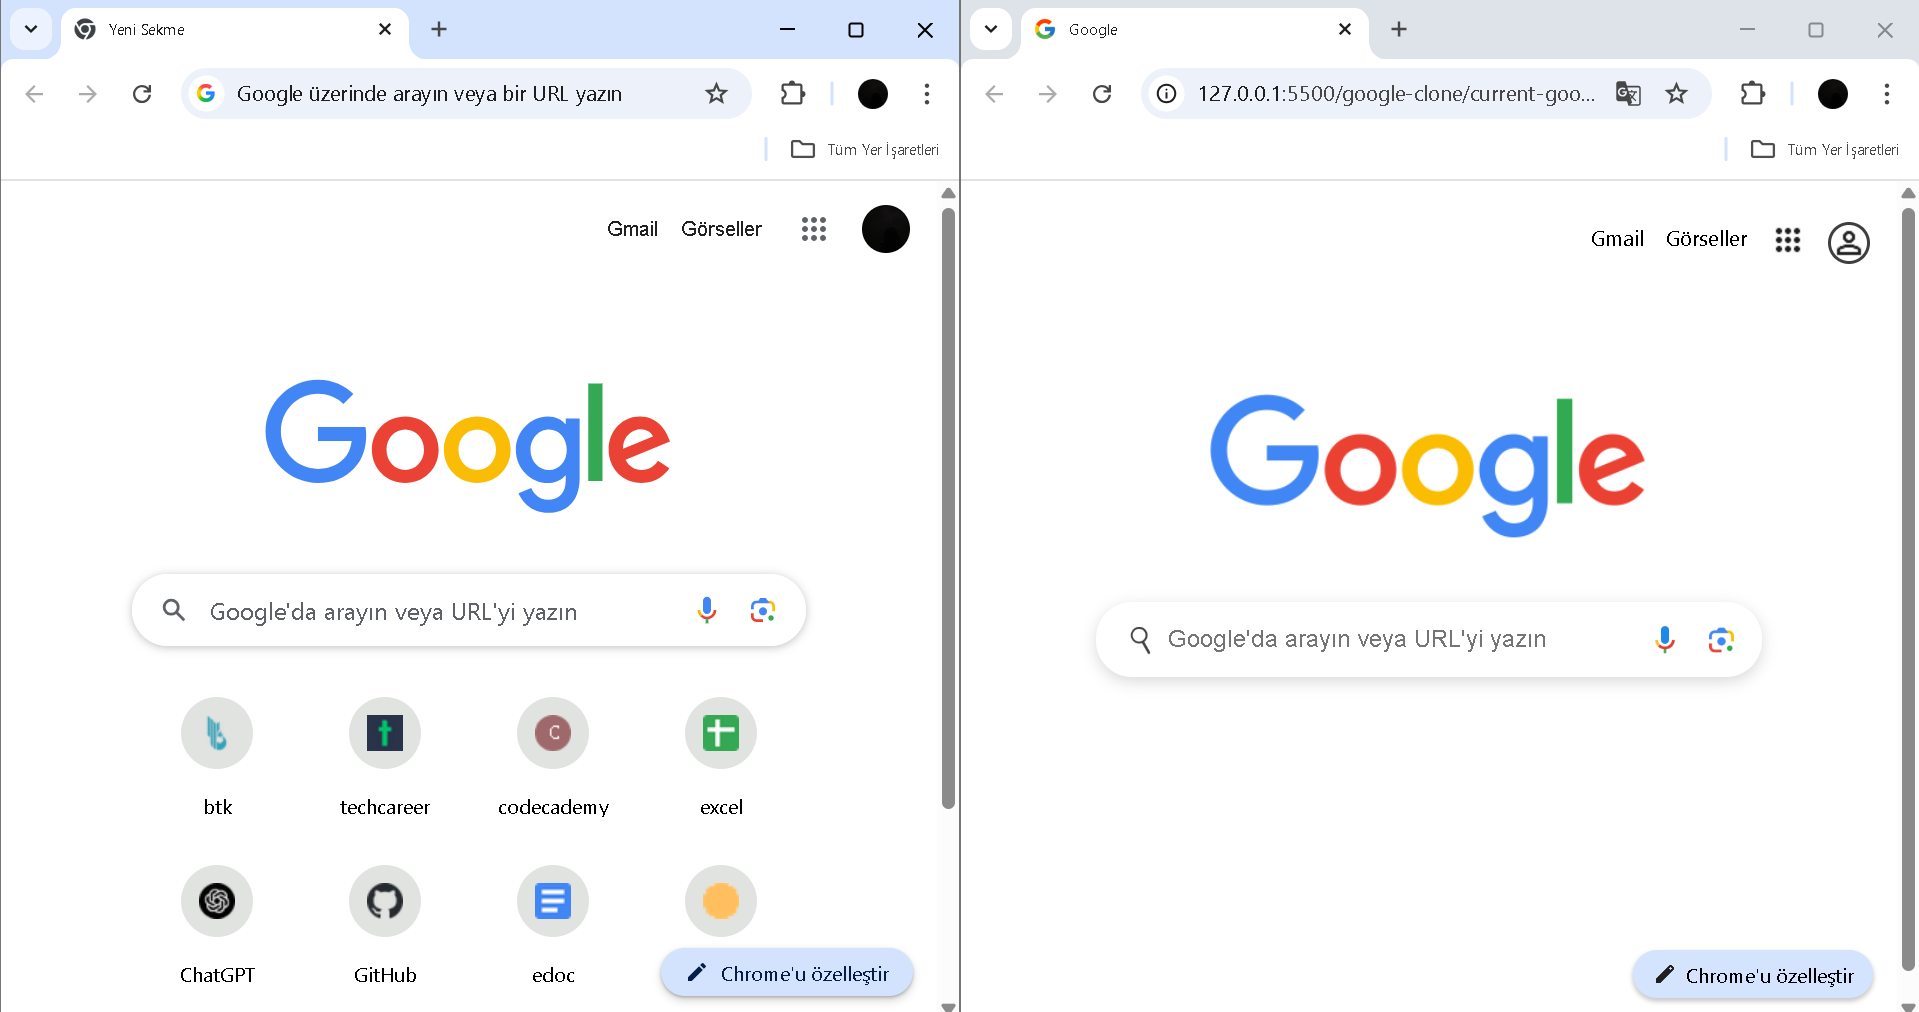 Yeni Sekme
Google üzerinde arayın veya bir URL yazın
Tüm Yer İşaretleri
Gmail Görseller
Google
Google'da arayın veya URL'yi yazın
C
btk techcareer codecademy excel
ChatGPT GitHub edoc
Chrome'u özelleştir
Google
127.0.0.1:5500/google-clone/current-goo...
Tüm Yer İşaretleri
Gmail Görseller
Google
Google'da arayın veya URL'yi yazın
Chrome'u özelleştir